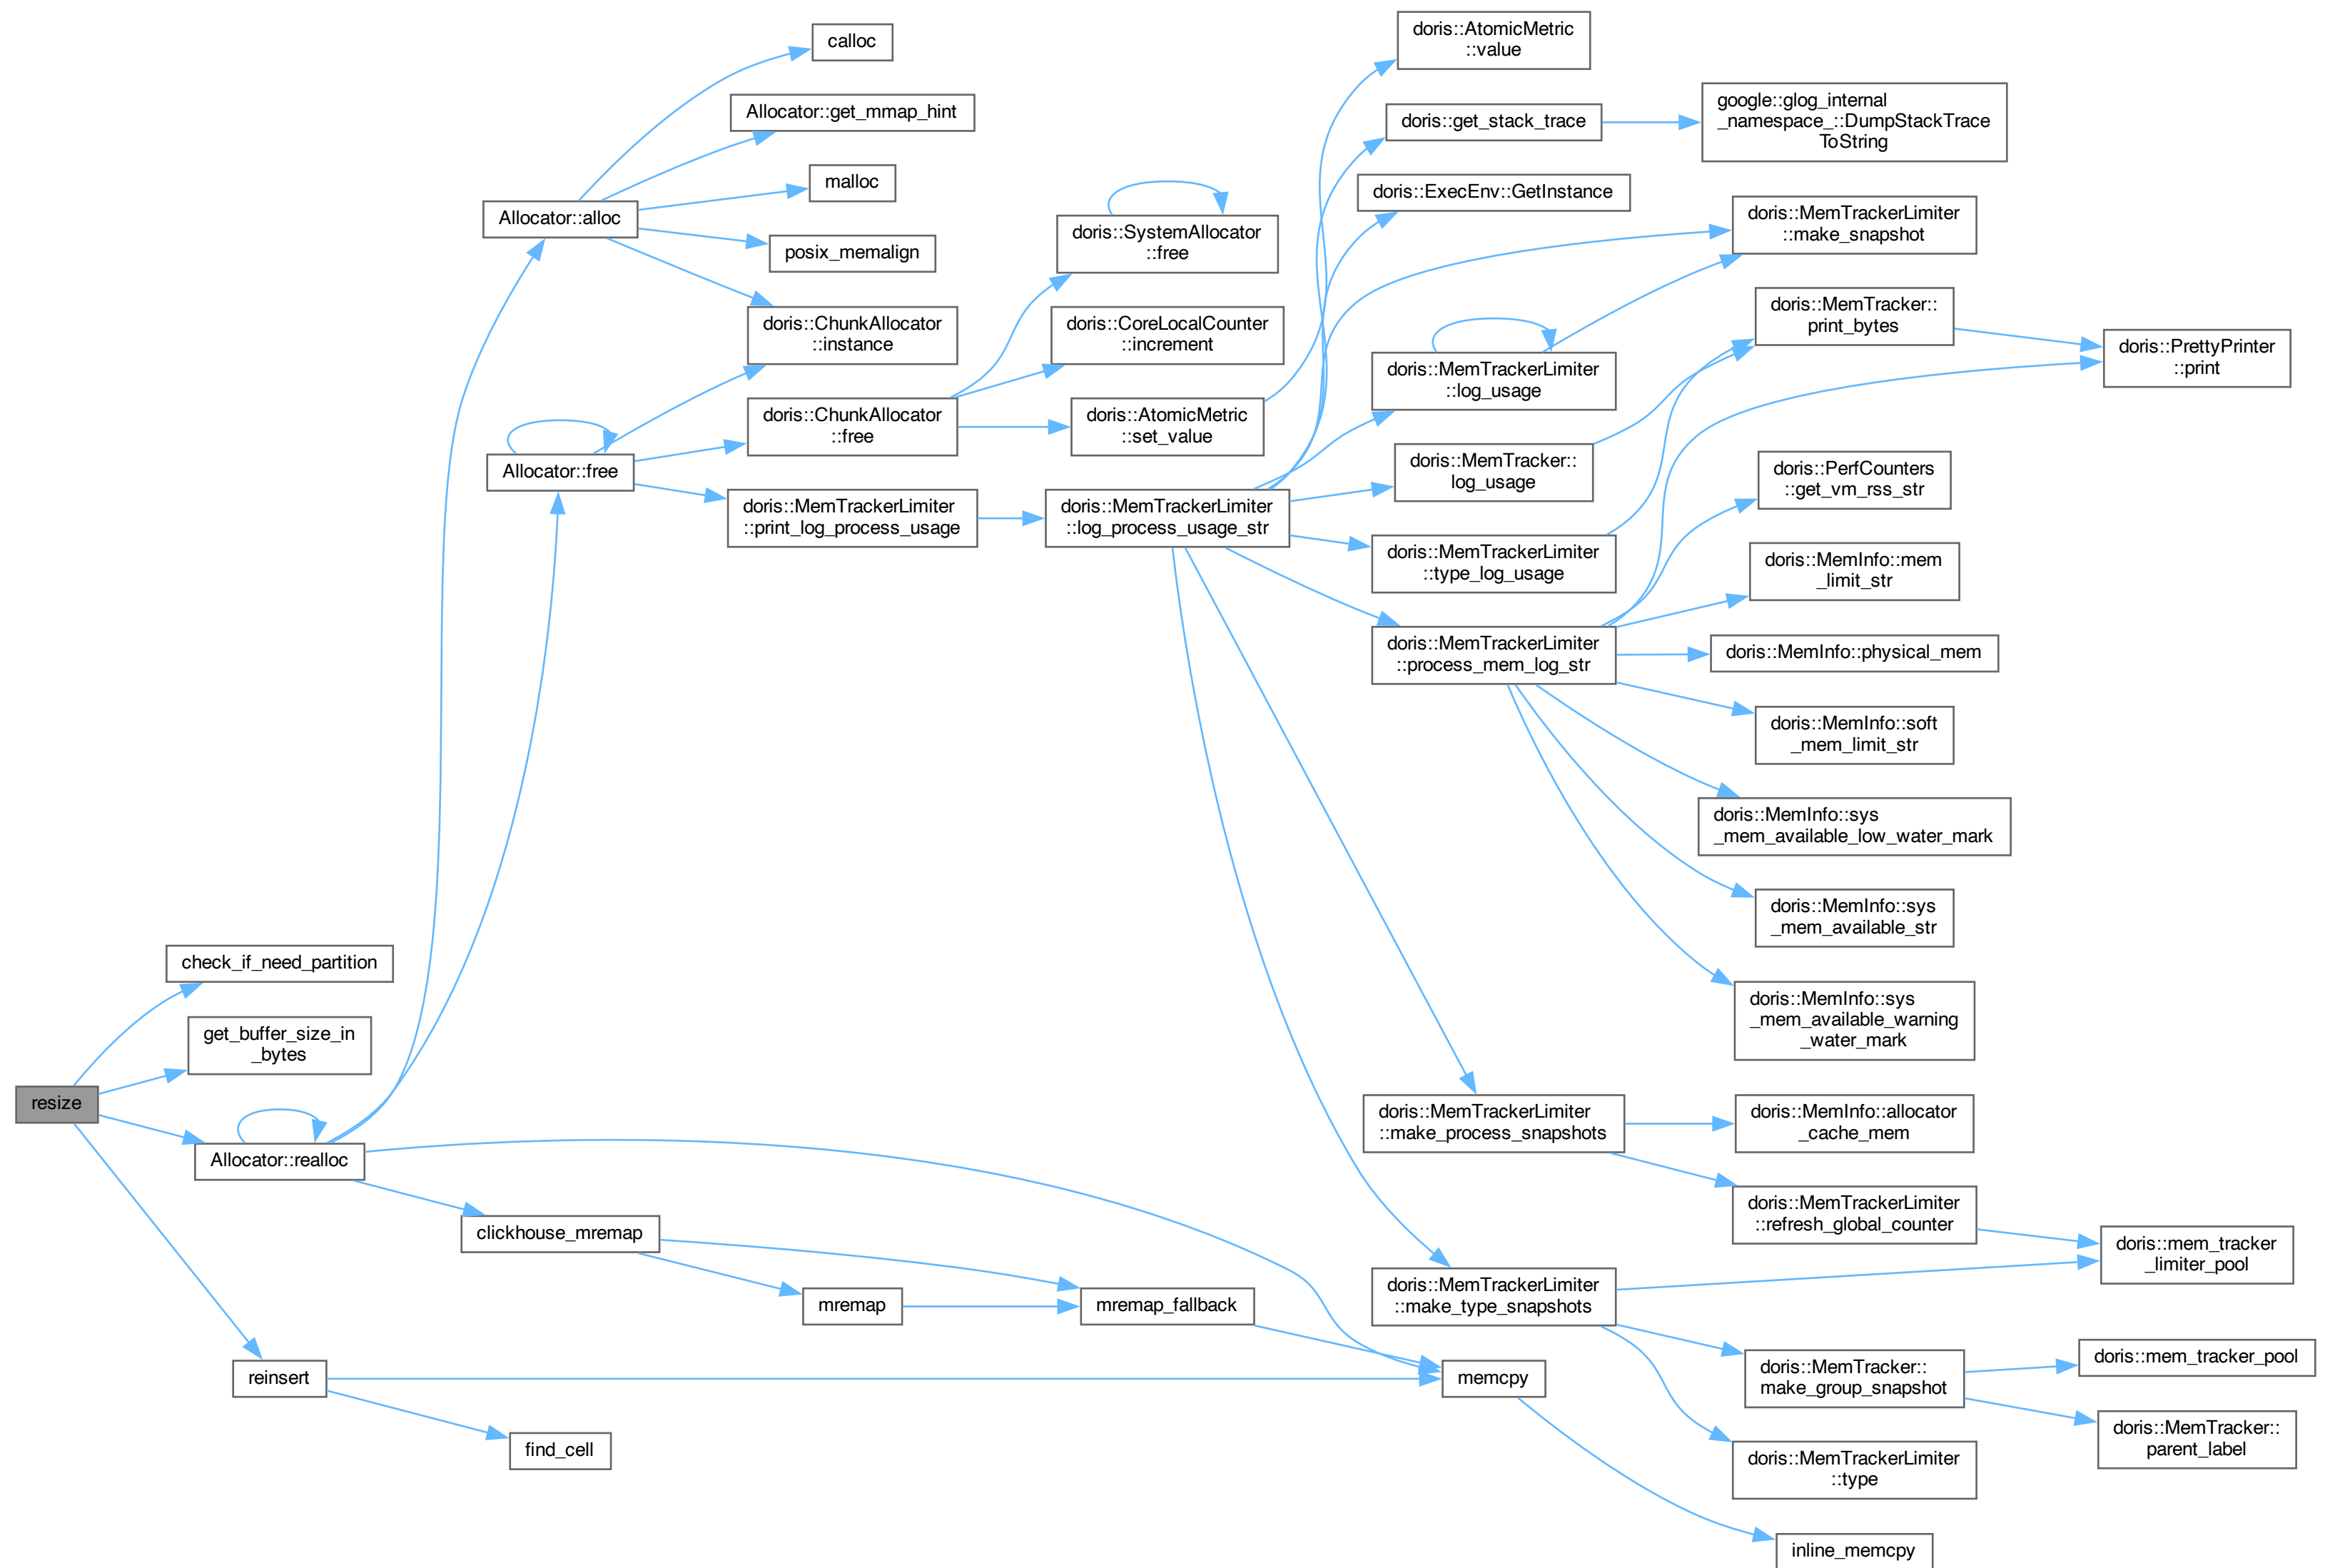 resize
check_if_need_partition
get_buffer_size_in
_bytes
Allocator::realloc
reinsert
Allocator::alloc
Allocator::free
clickhouse_mremap
find_cell
calloc
Allocator::get_mmap_hint
malloc
posix_memalign
doris::ChunkAllocator
::instance
doris::ChunkAllocator
::free
doris::MemTrackerLimiter
::print_log_process_usage
mremap
doris::SystemAllocator
::free
doris::CoreLocalCounter
::increment
doris::AtomicMetric
::set_value
doris::MemTrackerLimiter
::log_process_usage_str
mremap_fallback
doris::AtomicMetric
::value
doris::get_stack_trace
doris::ExecEnv::GetInstance
doris::MemTrackerLimiter
::log_usage
doris::MemTracker::
log_usage
doris::MemTrackerLimiter
::type_log_usage
doris::MemTrackerLimiter
::process_mem_log_str
doris::MemTrackerLimiter
::make_process_snapshots
doris::MemTrackerLimiter
::make_type_snapshots
memcpy
google::glog_internal
_namespace_::DumpStackTrace
ToString
doris::MemTrackerLimiter
::make_snapshot
doris::MemTracker::
print_bytes
doris::PerfCounters
::get_vm_rss_str
doris::MemInfo::mem
_limit_str
doris::MemInfo::physical_mem
doris::MemInfo::soft
_mem_limit_str
doris::MemInfo::sys
_mem_available_low_water_mark
doris::MemInfo::sys
_mem_available_str
doris::MemInfo::sys
_mem_available_warning
_water_mark
doris::MemInfo::allocator
_cache_mem
doris::MemTrackerLimiter
::refresh_global_counter
doris::MemTracker::
make_group_snapshot
doris::MemTrackerLimiter
::type
inline_memcpy
doris::PrettyPrinter
::print
doris::mem_tracker
_limiter_pool
doris::mem_tracker_pool
doris::MemTracker::
parent_label